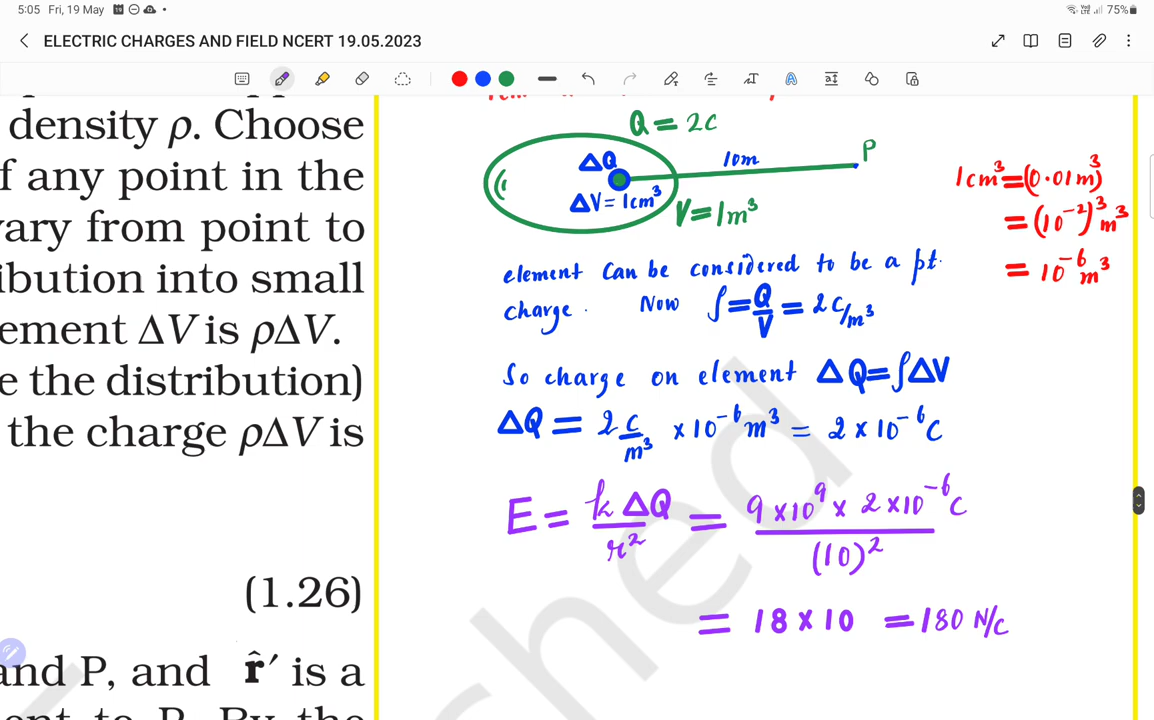 5:05 Fri, 19 May 75%
ELECTRIC CHARGES AND FIELD NCERT 19.05.2023
density ρ. Choose
f any point in the
vary from point to
ibution into small
ement ΔV is ρΔV.
e the distribution)
the charge ρΔV is
(1.26)
and P, and r̂′ is a
Q = 2C
ΔQ
10m
P
ΔV = 1cm³
V = 1m³
1cm³ = (0.01m)³
= (10⁻²)³ m³
= 10⁻⁶ m³
element can be considered to be a pt.
charge. Now ρ = Q/V = 2 C/m³
So charge on element ΔQ = ρΔV
ΔQ = 2 C/m³ × 10⁻⁶ m³ = 2 × 10⁻⁶ C
E = kΔQ/r² = 9 × 10⁹ × 2 × 10⁻⁶ C/(10)²
= 18 × 10 = 180 N/C
shed